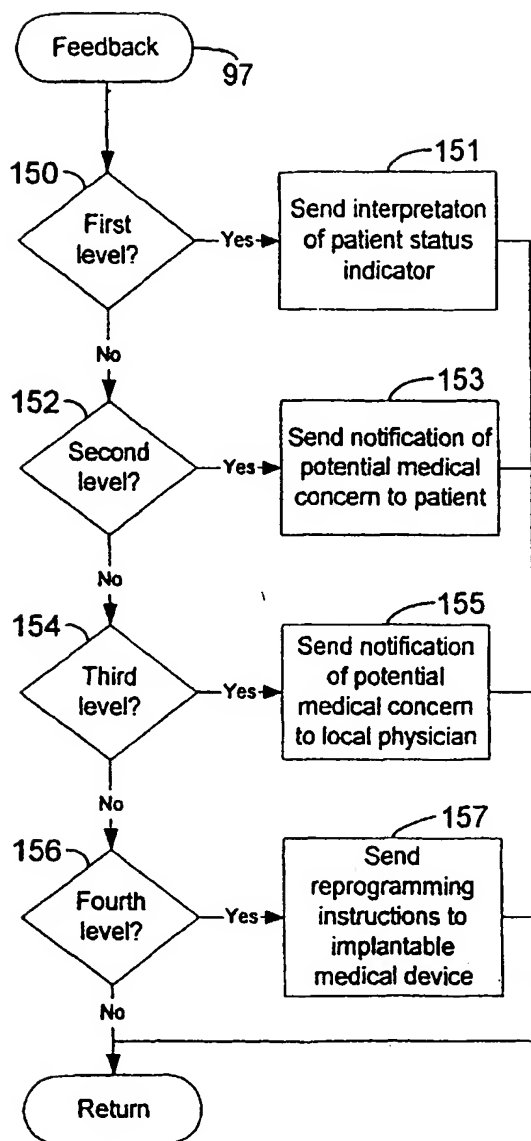 Feedback
97
150
151
First
level?
Yes
Send interpretaton
of patient status
indicator
No
152
153
Second
level?
Yes
Send notification of
potential medical
concern to patient
No
154
155
Third
level?
Yes
Send notification
of potential
medical concern
to local physician
No
156
157
Fourth
level?
Yes
Send
reprogramming
instructions to
implantable
medical device
No
Return